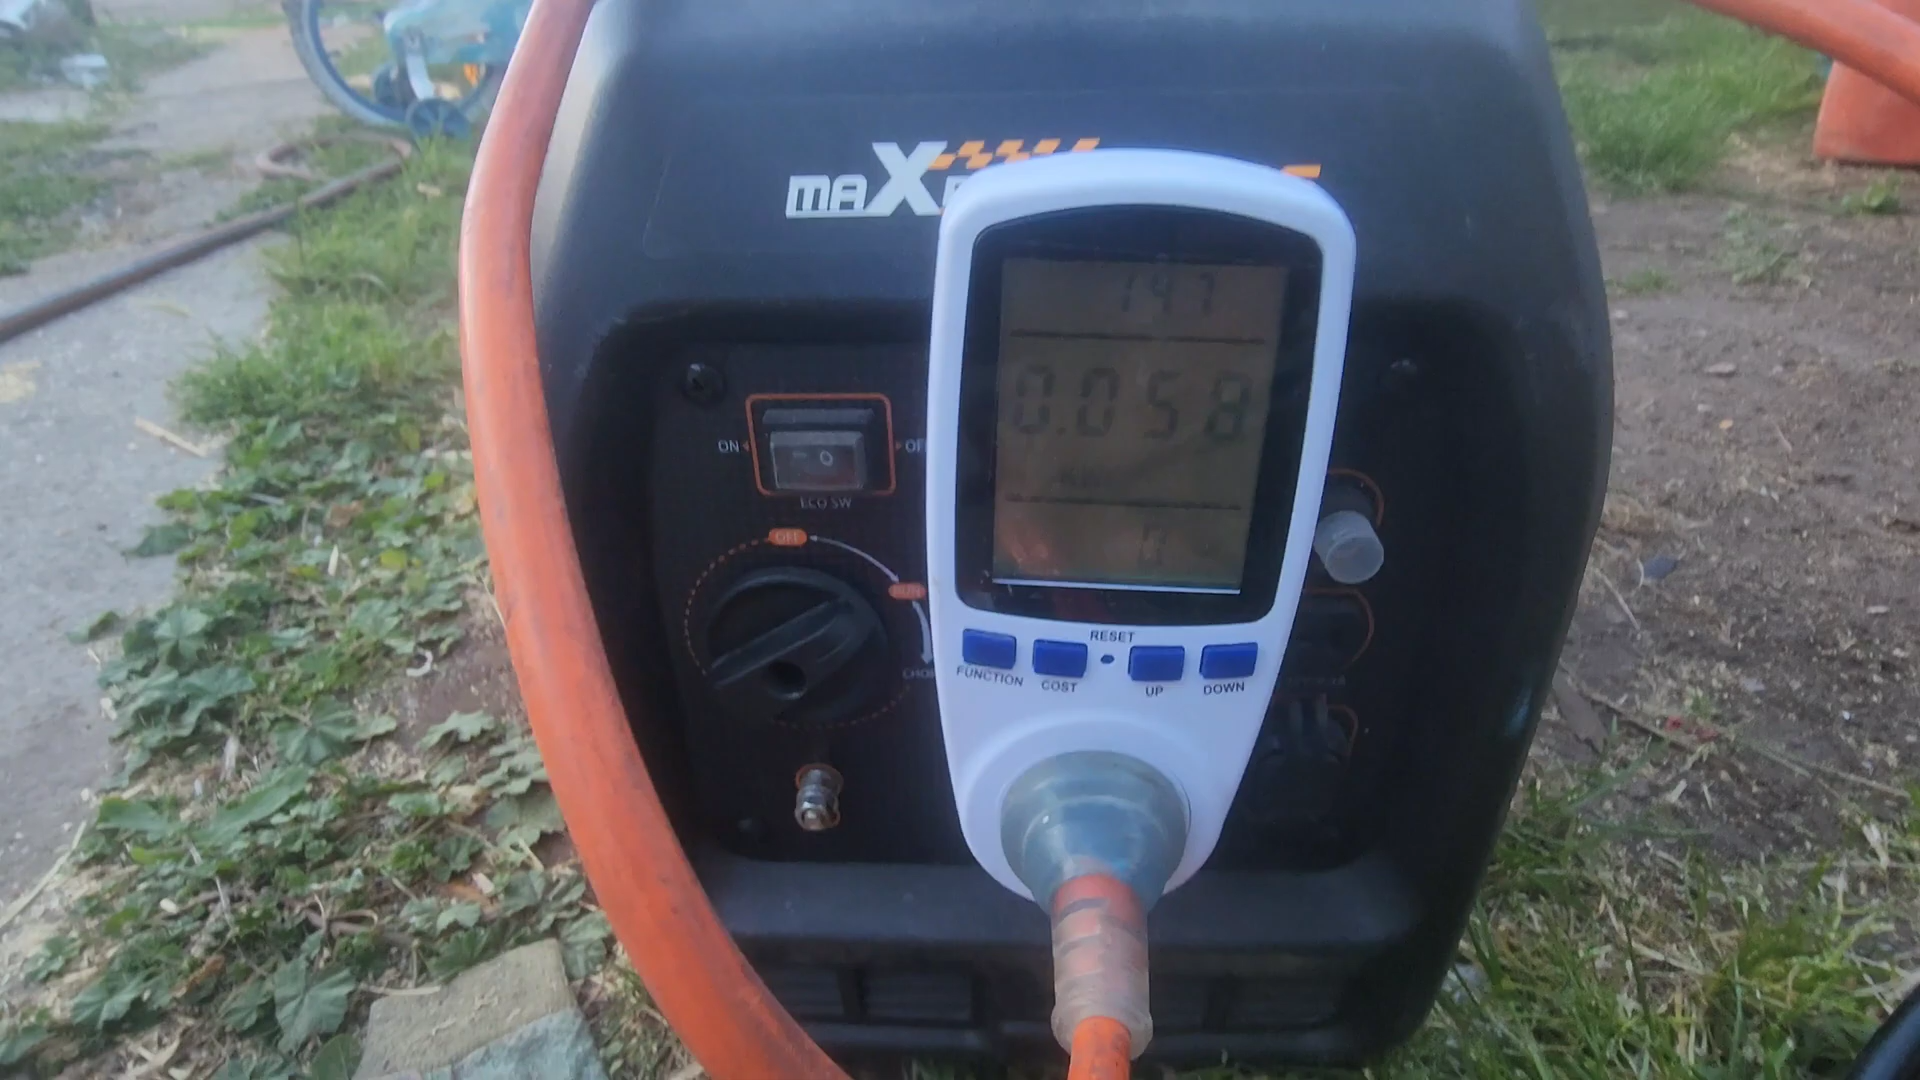 maX
147
0.058
ON
ECO SW
OFF
RUN
RESET
FUNCTION
COST
UP
DOWN